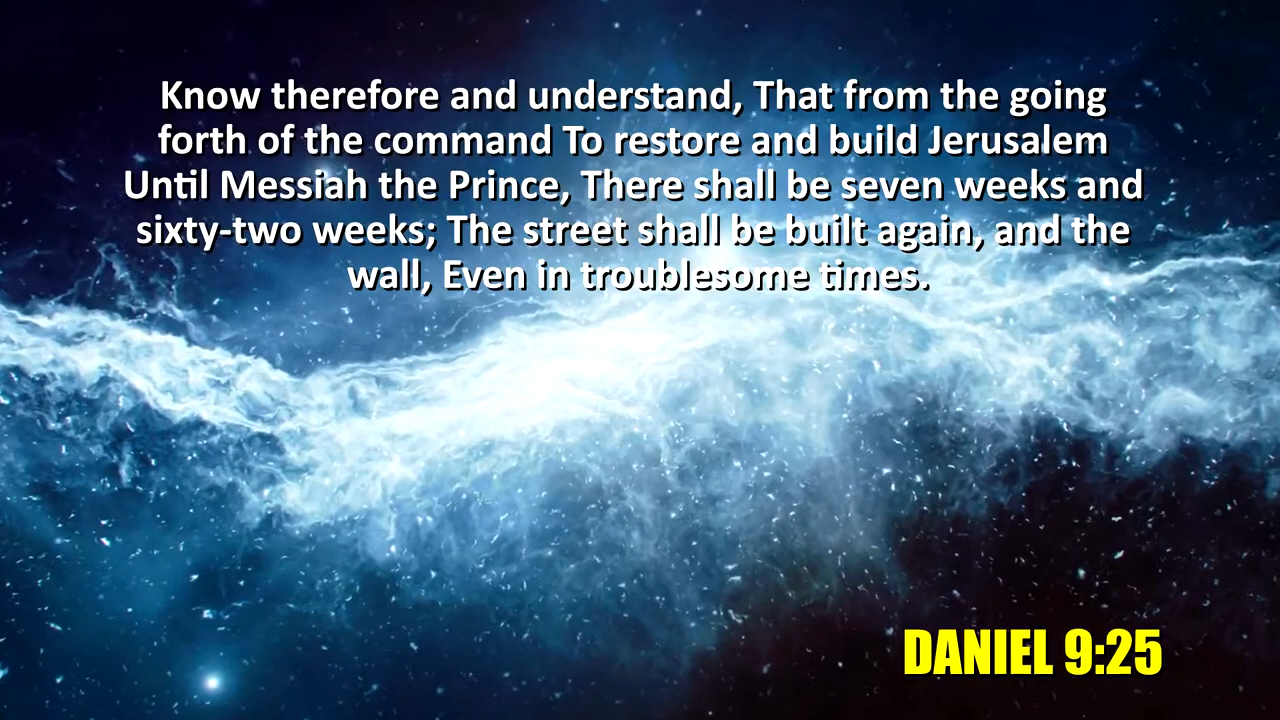 Know therefore and understand, That from the going
forth of the command To restore and build Jerusalem
Until Messiah the Prince, There shall be seven weeks and
sixty-two weeks; The street shall be built again, and the
wall, Even in troublesome times.
DANIEL 9:25